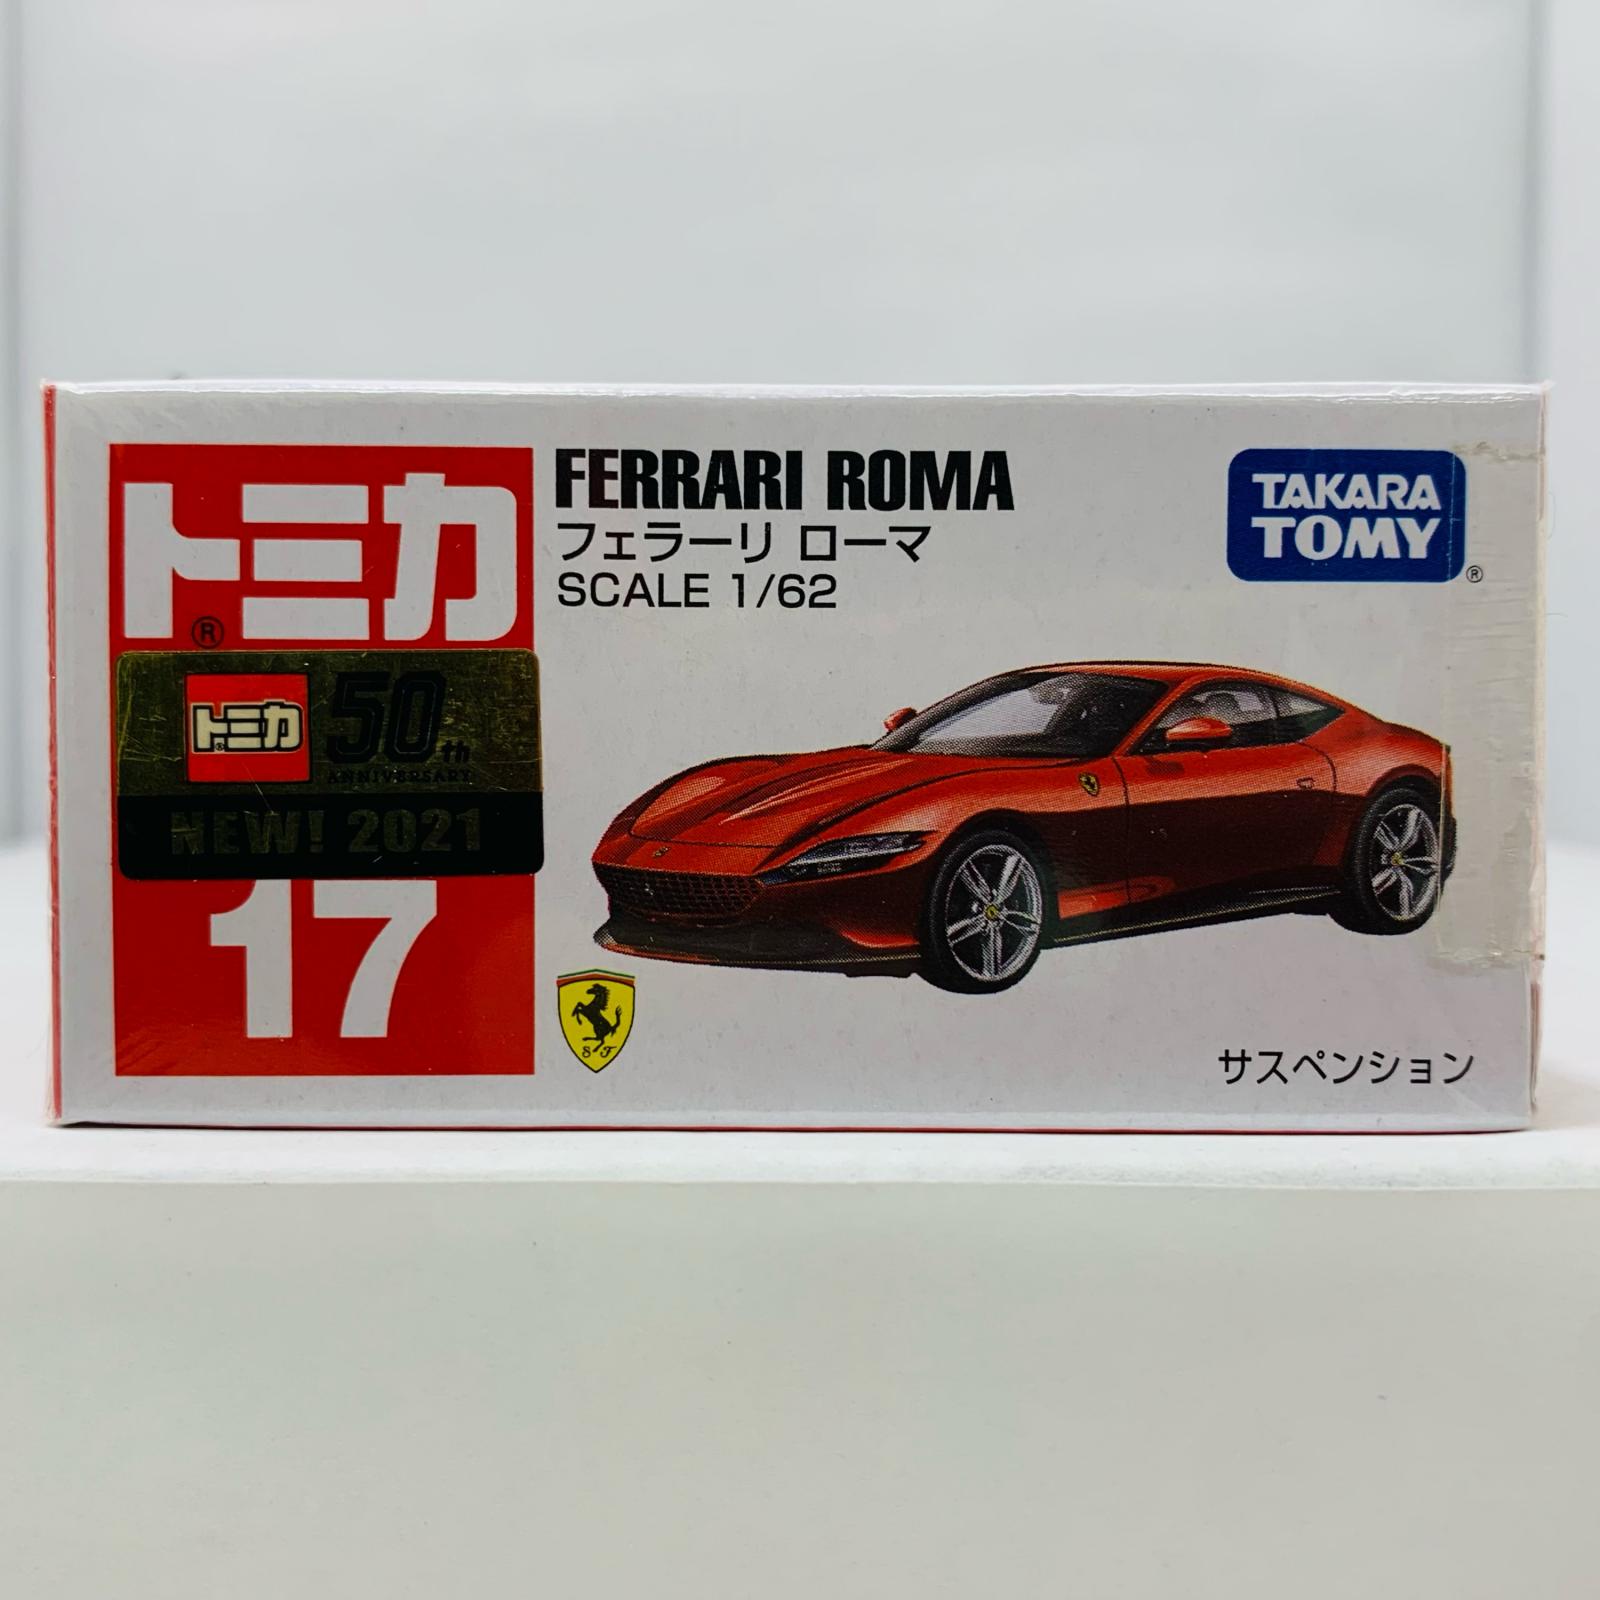 トミカ
®
トミカ®
50th
ANNIVERSARY
NEW! 2021
17
FERRARI ROMA
フェラーリ ローマ
SCALE 1/62
TAKARA
TOMY
®
S F
サスペンション